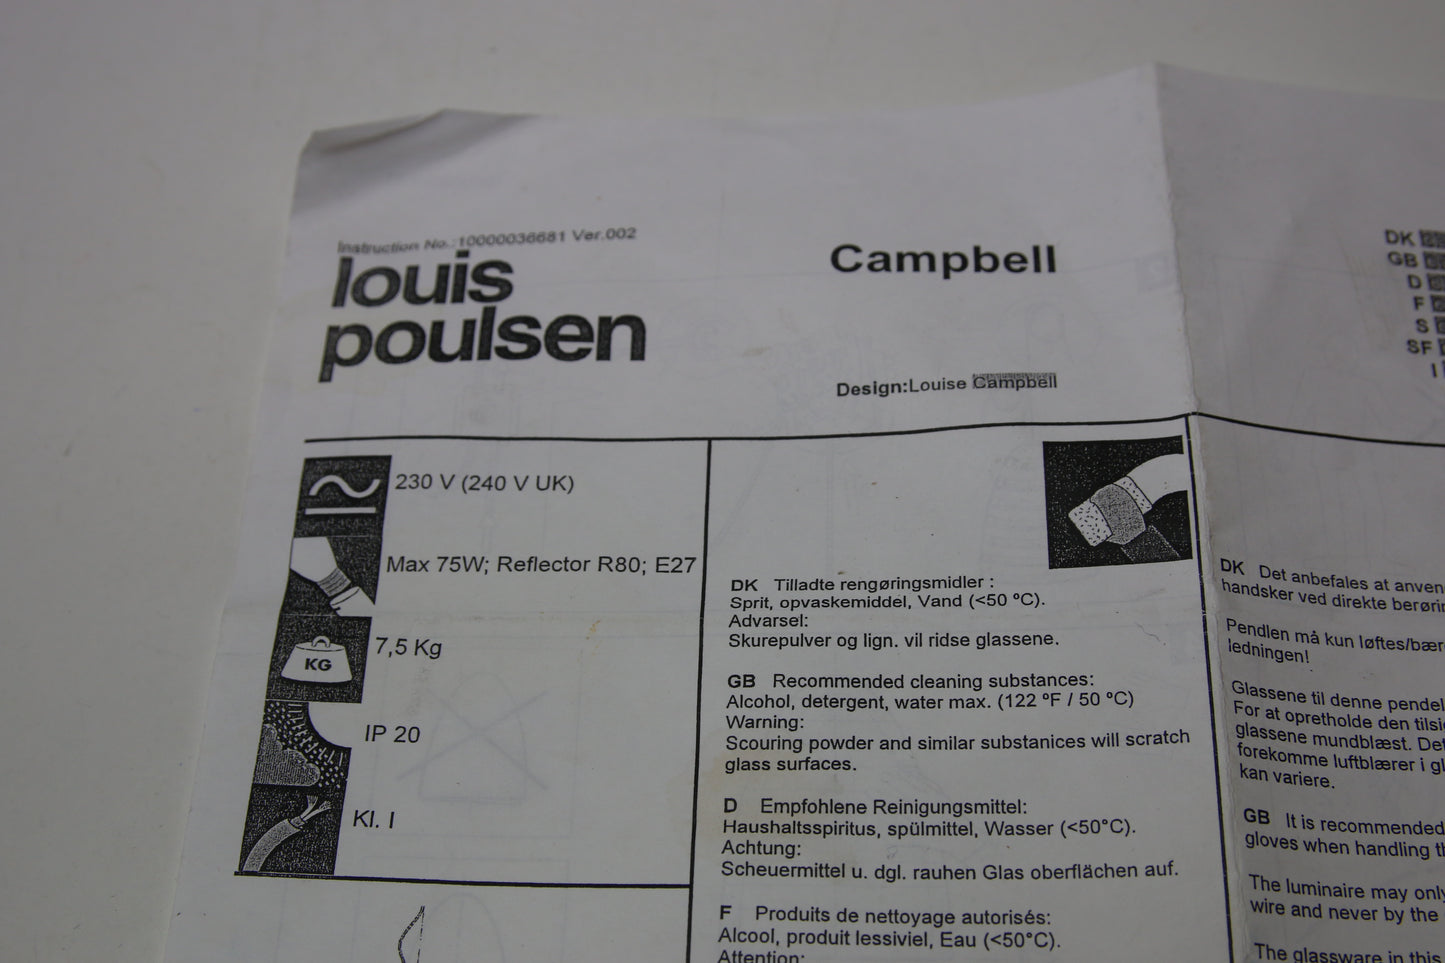 Instruction No.:10000036681 Ver.002
louis
poulsen
Campbell
Design:Louise Campbell
DK
GB
D
F
S
SF
I
230 V (240 V UK)
Max 75W; Reflector R80; E27
KG
7,5 Kg
IP 20
Kl. I
DK Tilladte rengøringsmidler :
Sprit, opvaskemiddel, Vand (<50 ºC).
Advarsel:
Skurepulver og lign. vil ridse glassene.
GB Recommended cleaning substances:
Alcohol, detergent, water max. (122 ºF / 50 ºC)
Warning:
Scouring powder and similar substanices will scratch
glass surfaces.
D Empfohlene Reinigungsmittel:
Haushaltsspiritus, spülmittel, Wasser (<50°C).
Achtung:
Scheuermittel u. dgl. rauhen Glas oberflächen auf.
F Produits de nettoyage autorisés:
Alcool, produit lessiviel, Eau (<50°C).
Attention:
DK Det anbefales at anven
handsker ved direkte berørin
Pendlen må kun løftes/bær
ledningen!
Glassene til denne pendel
For at opretholde den tilsi
glassene mundblæst. Det
forekomme luftblærer i gl
kan variere.
GB It is recommended
gloves when handling th
The luminaire may only
wire and never by the
The glassware in this